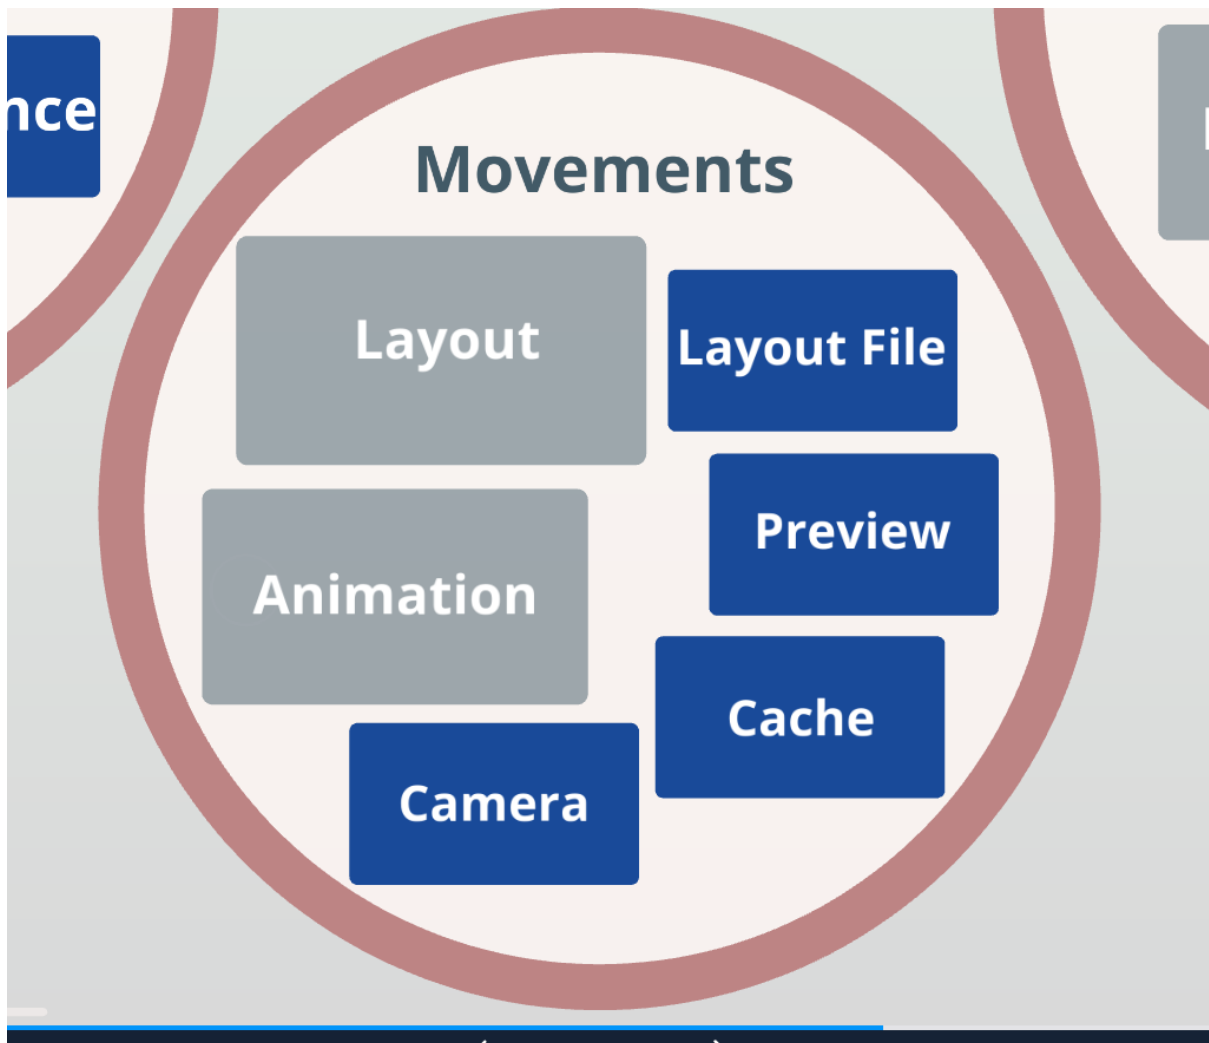 nce
Movements
Layout
Layout File
Preview
Animation
Cache
Camera